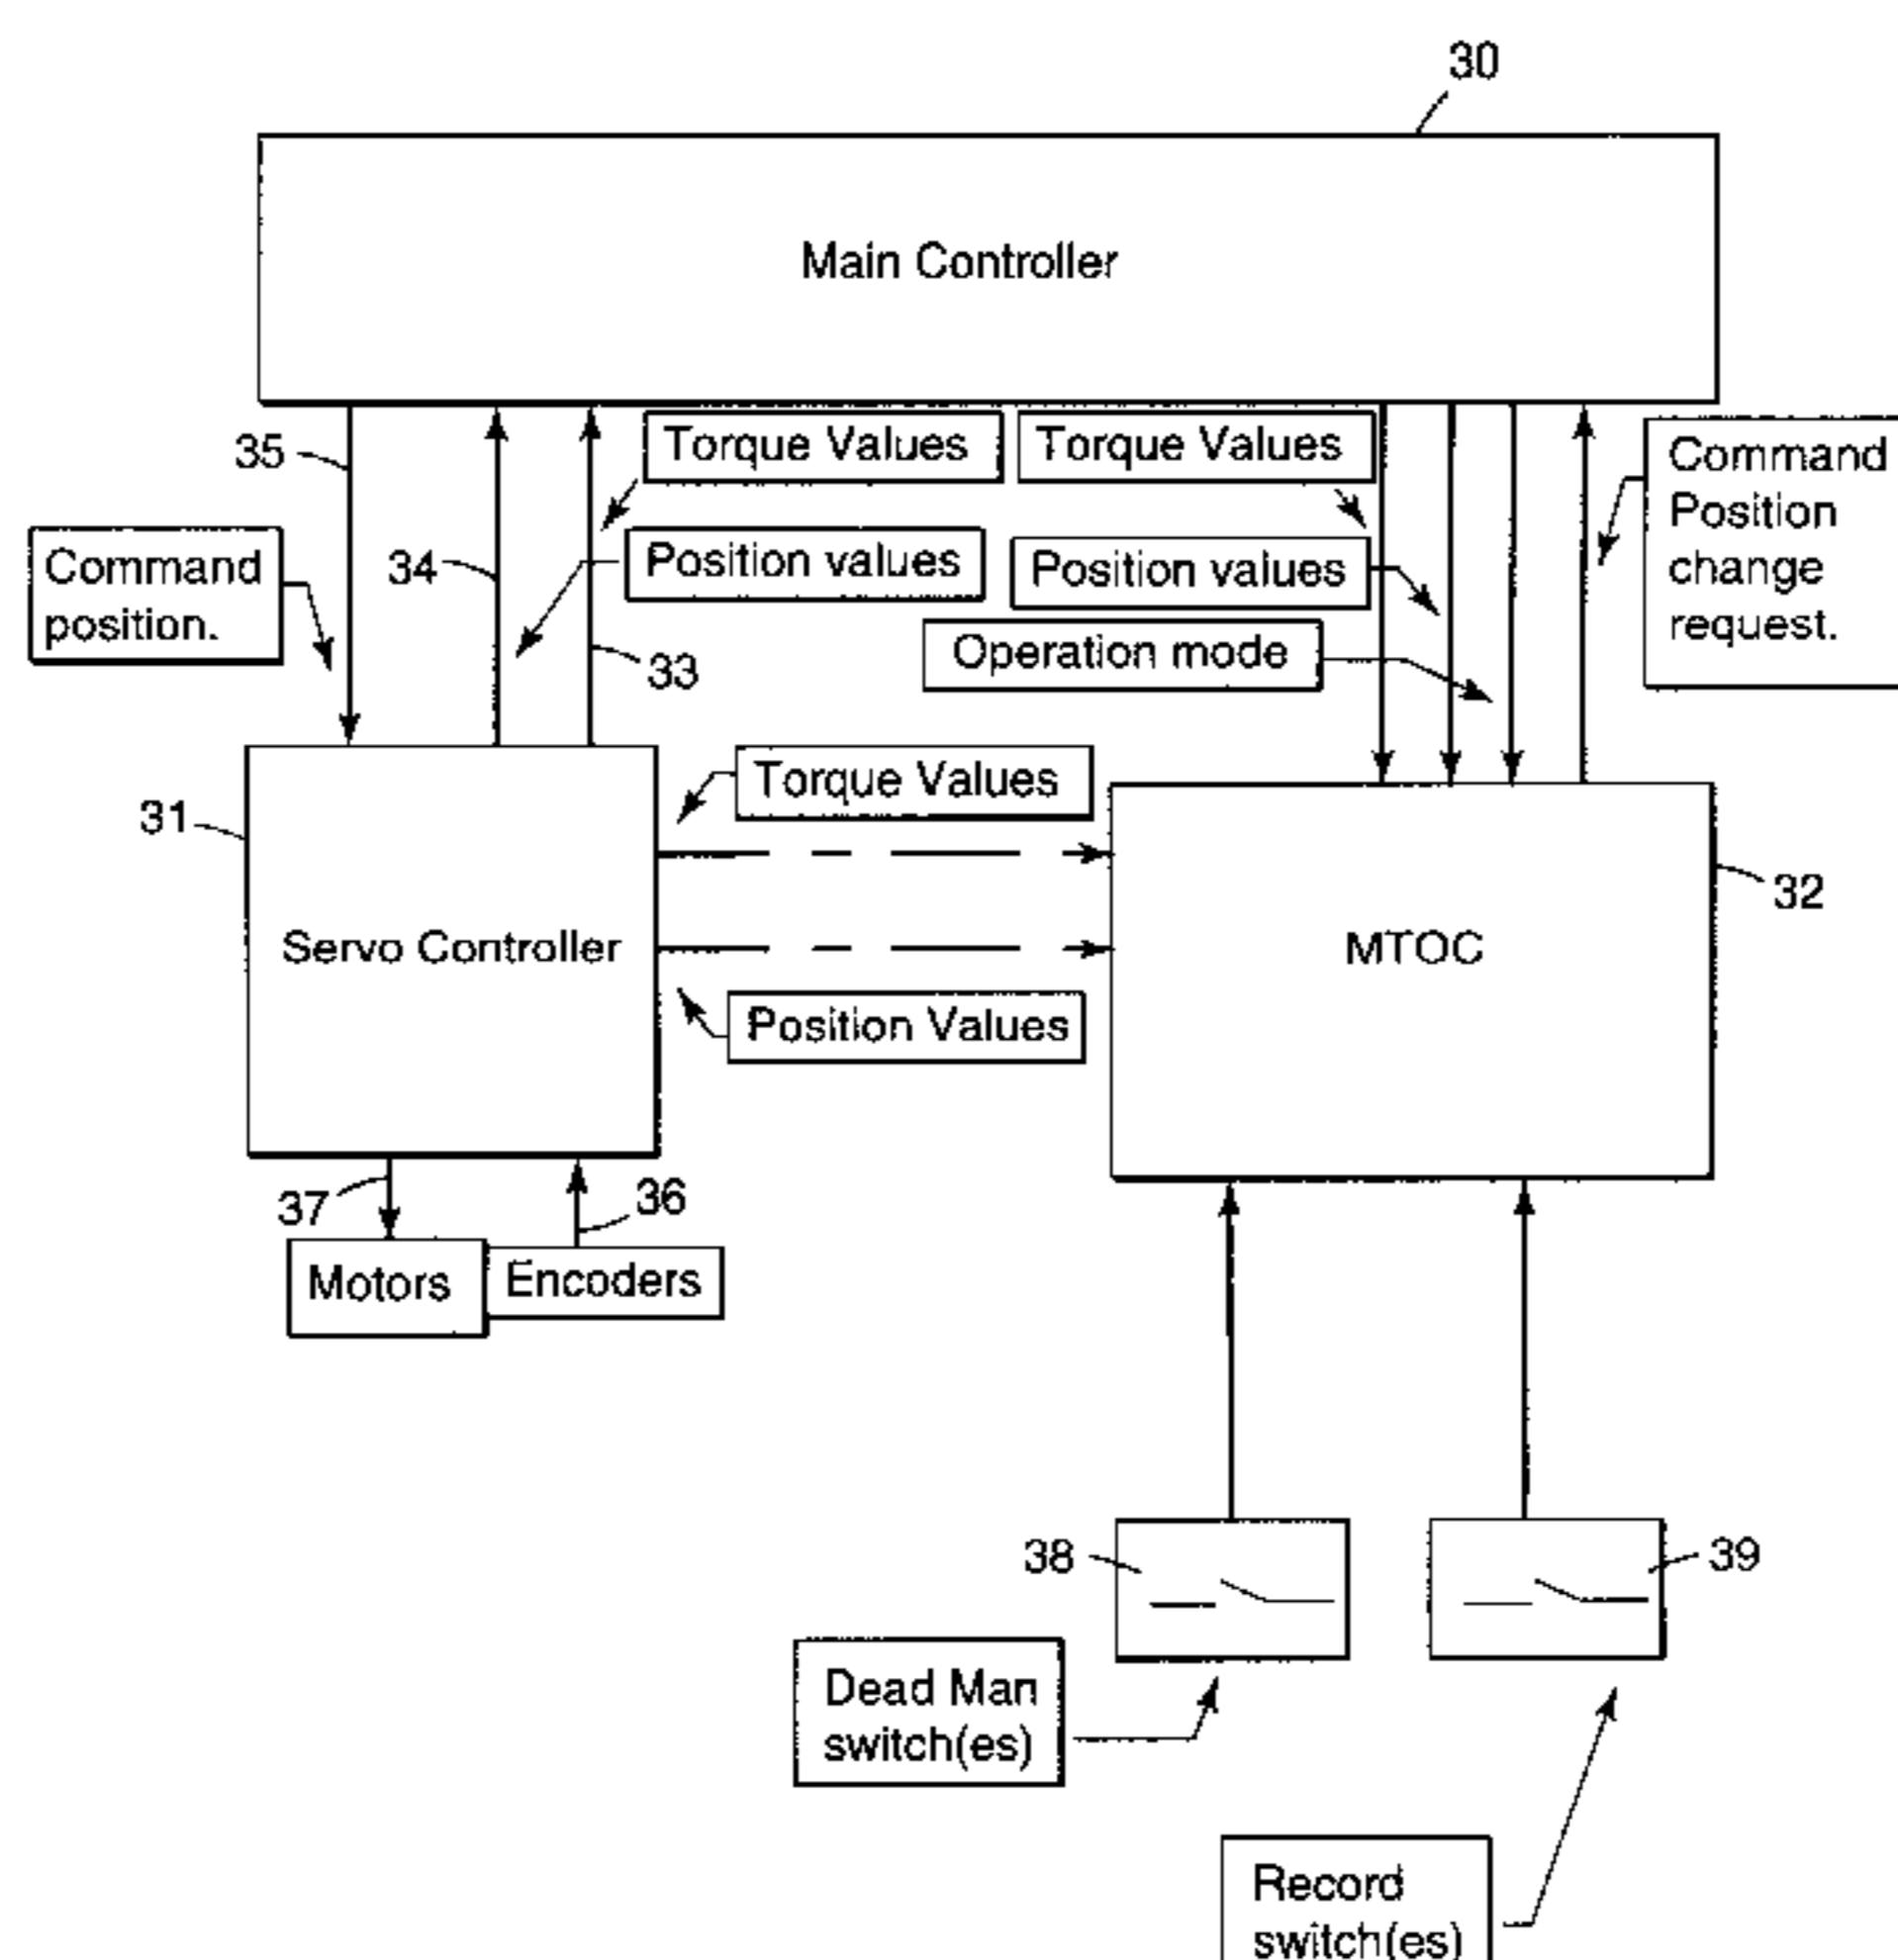 30
Main Controller
35
Torque Values
Torque Values
Command
Position
change
request.
Command
position.
34
Position values
Position values
Operation mode
33
Torque Values
31
32
Servo Controller
MTOC
Position Values
37
36
Motors
Encoders
38
39
Dead Man
switch(es)
Record
switch(es)